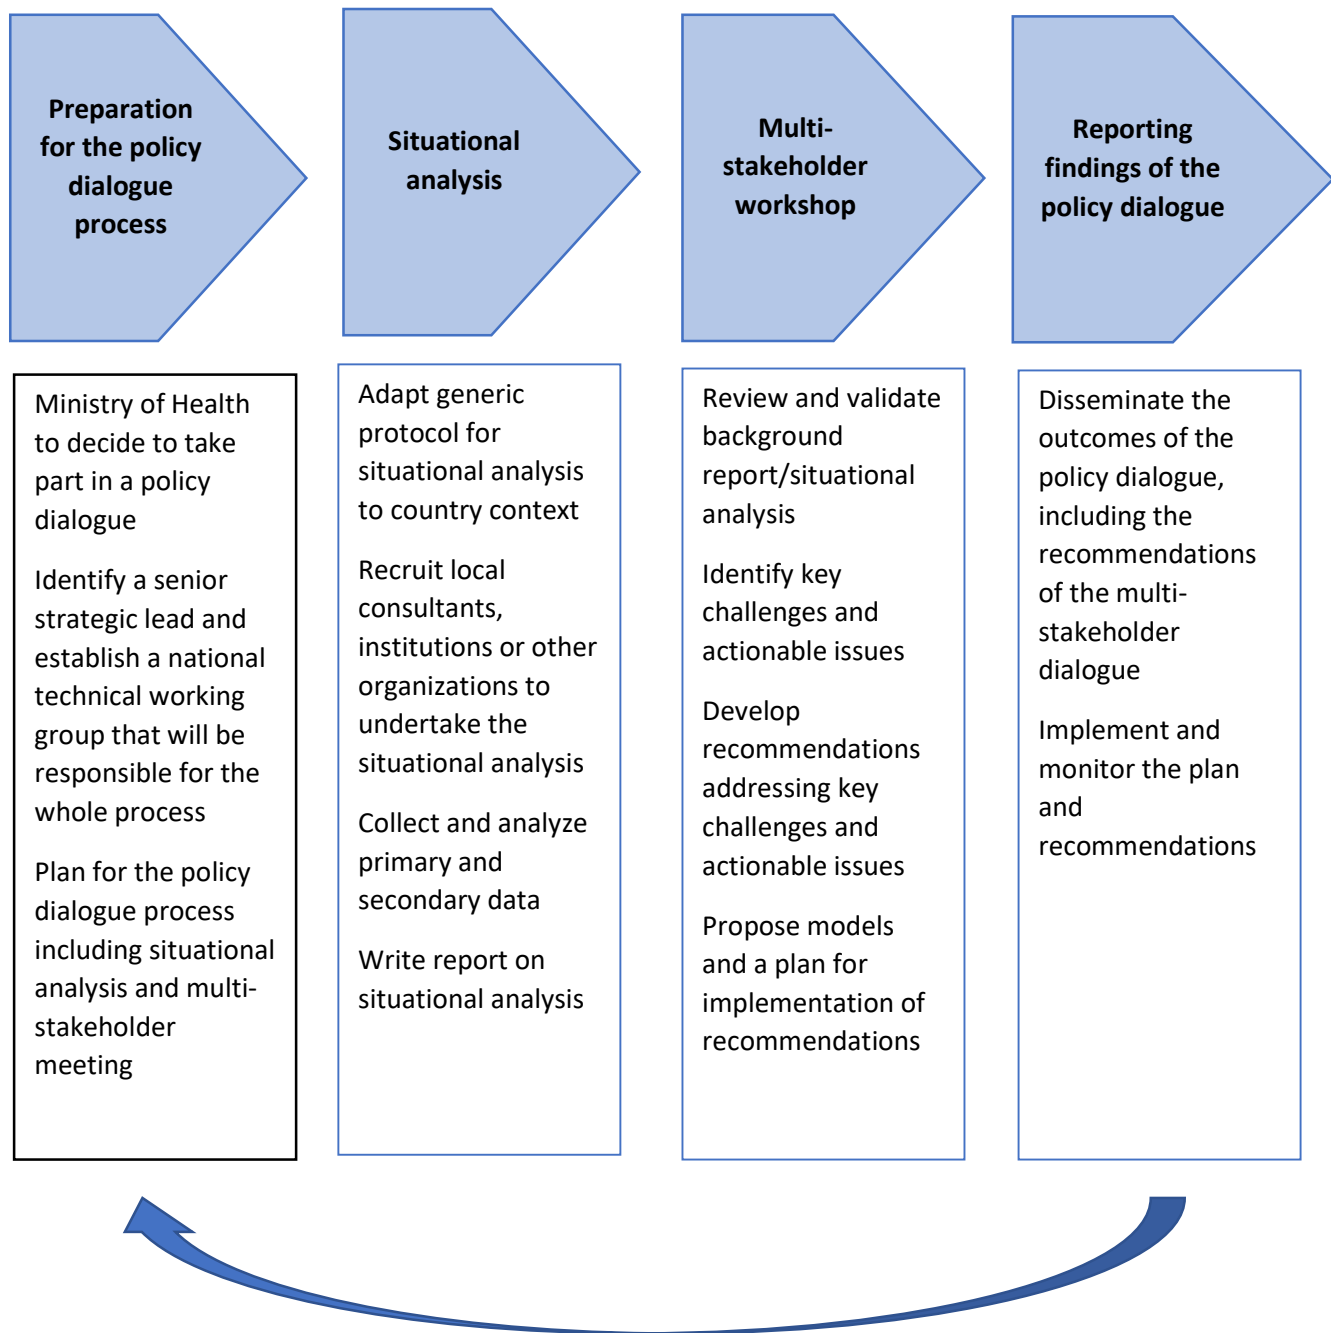 Preparation
for the policy
dialogue
process
Situational
analysis
Multi-
stakeholder
workshop
Reporting
findings of the
policy dialogue
Ministry of Health
to decide to take
part in a policy
dialogue
Identify a senior
strategic lead and
establish a national
technical working
group that will be
responsible for the
whole process
Plan for the policy
dialogue process
including situational
analysis and multi-
stakeholder
meeting
Adapt generic
protocol for
situational analysis
to country context
Recruit local
consultants,
institutions or other
organizations to
undertake the
situational analysis
Collect and analyze
primary and
secondary data
Write report on
situational analysis
Review and validate
background
report/situational
analysis
Identify key
challenges and
actionable issues
Develop
recommendations
addressing key
challenges and
actionable issues
Propose models
and a plan for
implementation of
recommendations
Disseminate the
outcomes of the
policy dialogue,
including the
recommendations
of the multi-
stakeholder
dialogue
Implement and
monitor the plan
and
recommendations